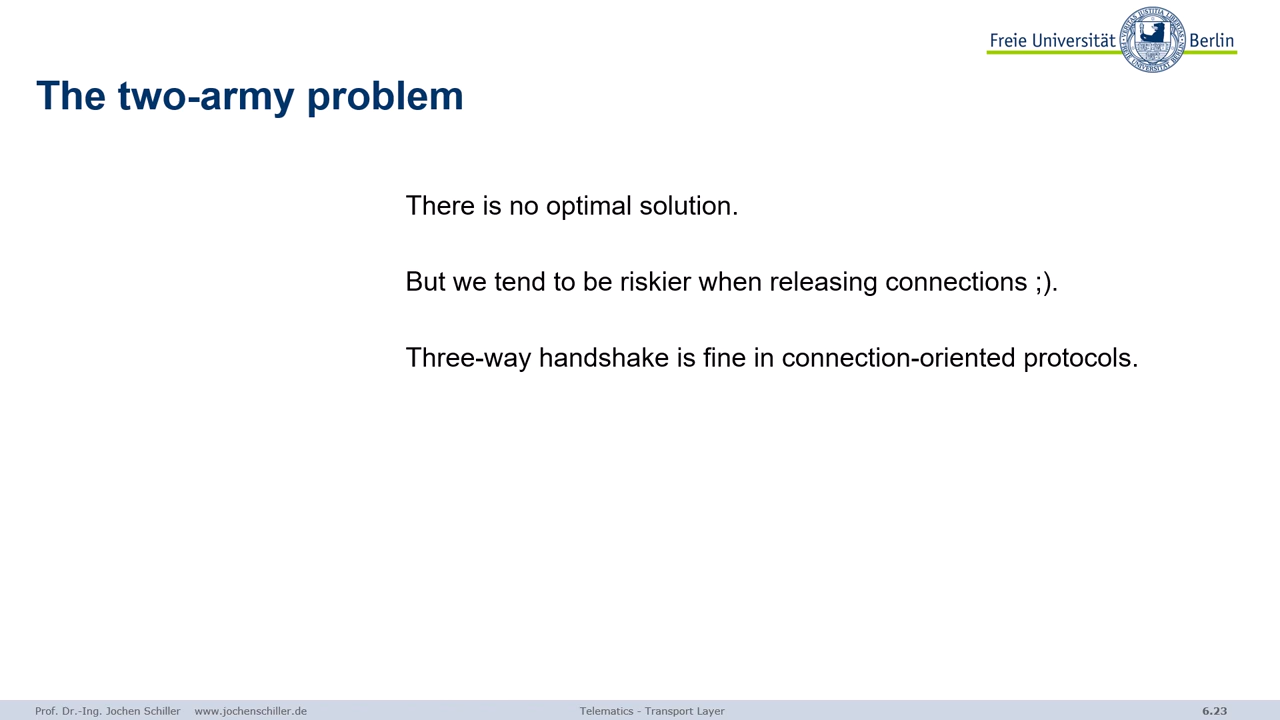 Freie Universität Berlin
The two-army problem
There is no optimal solution.
But we tend to be riskier when releasing connections ;).
Three-way handshake is fine in connection-oriented protocols.
Prof. Dr.-Ing. Jochen Schiller www.jochenschiller.de Telematics - Transport Layer 6.23